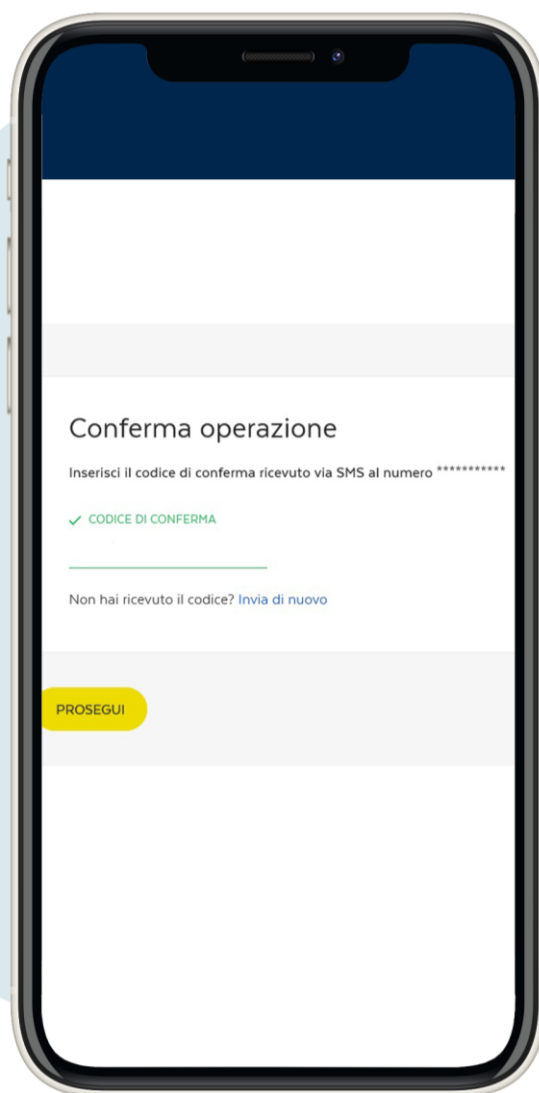 Conferma operazione
Inserisci il codice di conferma ricevuto via SMS al numero ***********
✓ CODICE DI CONFERMA
Non hai ricevuto il codice? Invia di nuovo
PROSEGUI